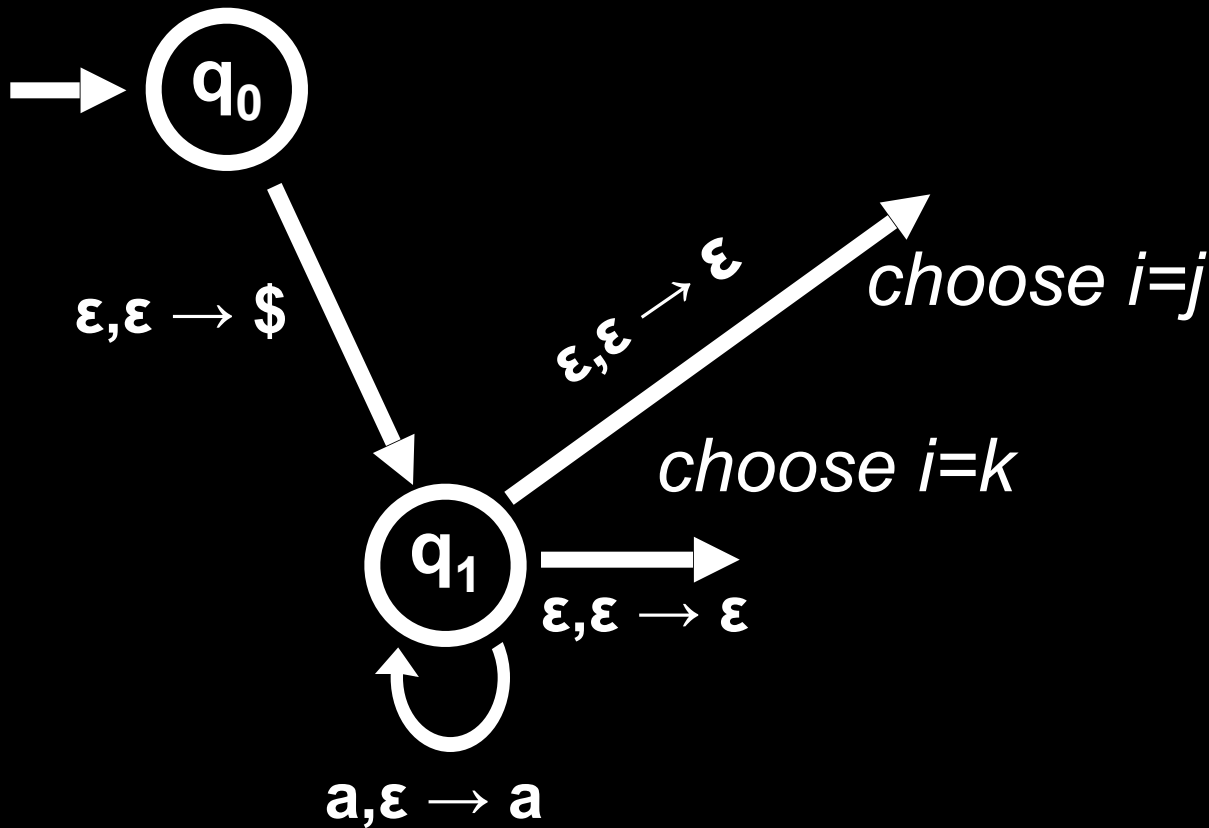 q₀
ε,ε → $
ε,ε → ε
choose i=j
choose i=k
q₁
ε,ε → ε
a,ε → a